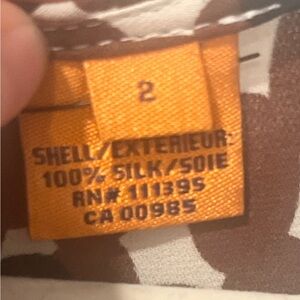 2
SHELL/EXTERIEUR:
100% SILK/SOIE
RN# 111395
CA 00985